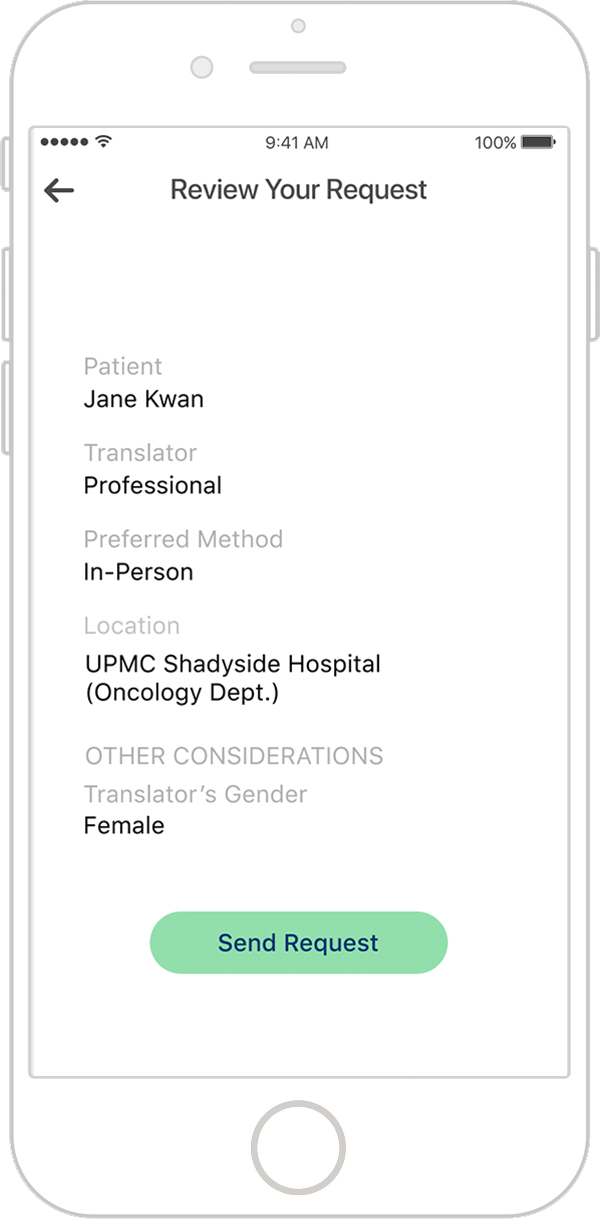 9:41 AM
100%
Review Your Request
Patient
Jane Kwan
Translator
Professional
Preferred Method
In-Person
Location
UPMC Shadyside Hospital
(Oncology Dept.)
OTHER CONSIDERATIONS
Translator’s Gender
Female
Send Request